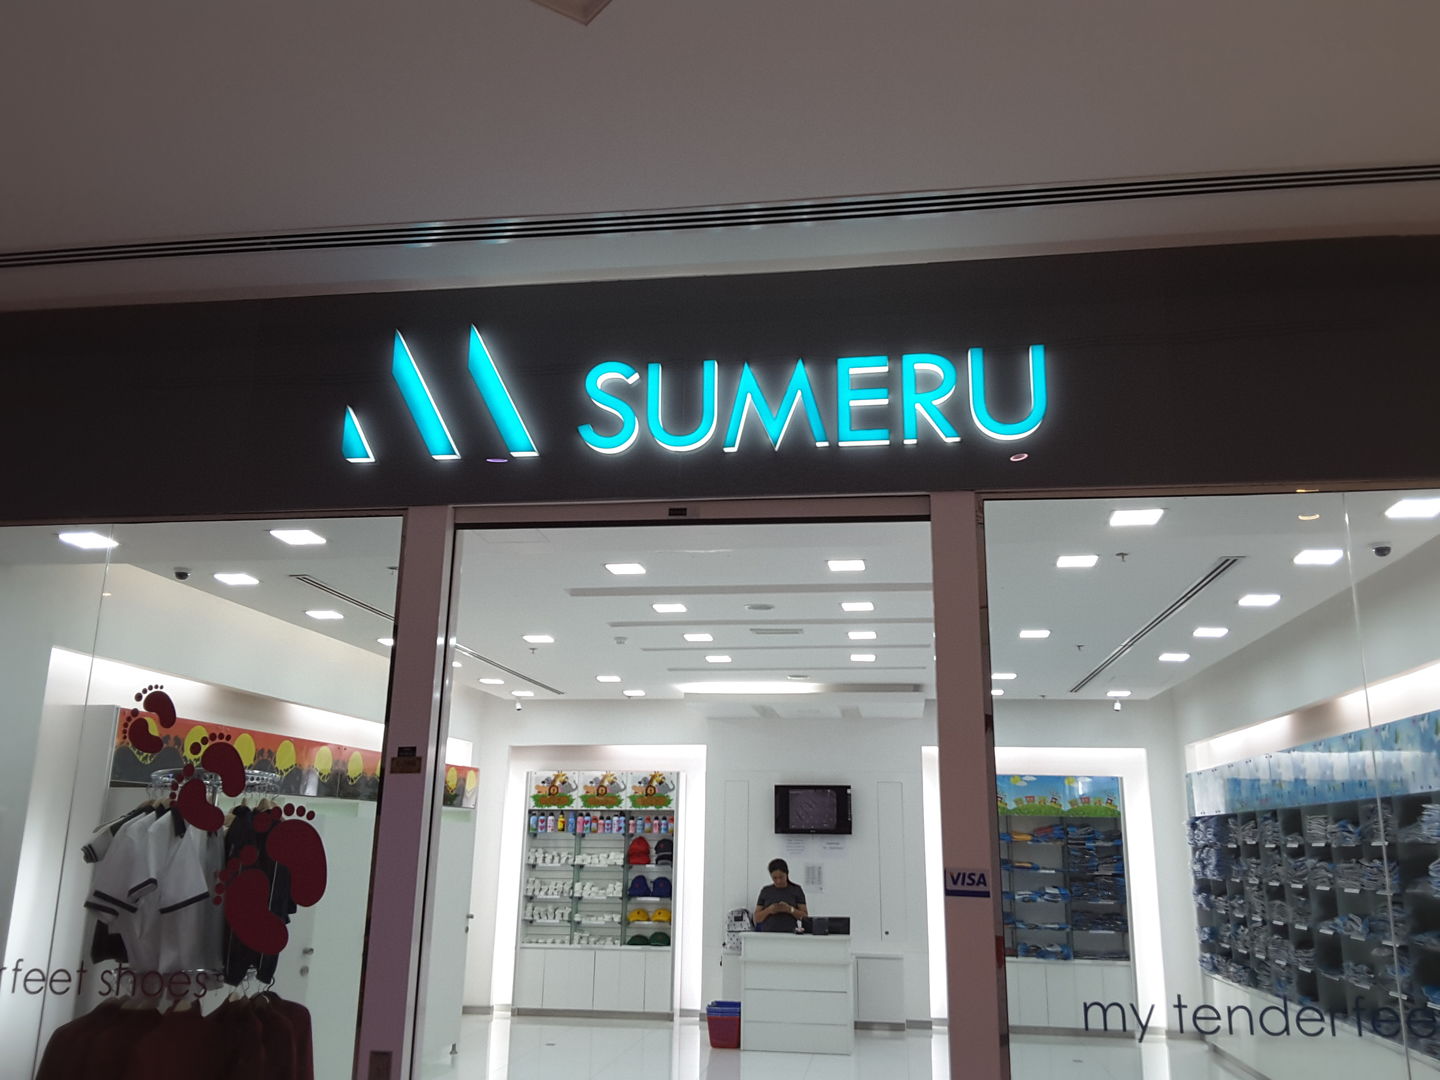 SUMERU
VISA
feet shoes
my tenderfee